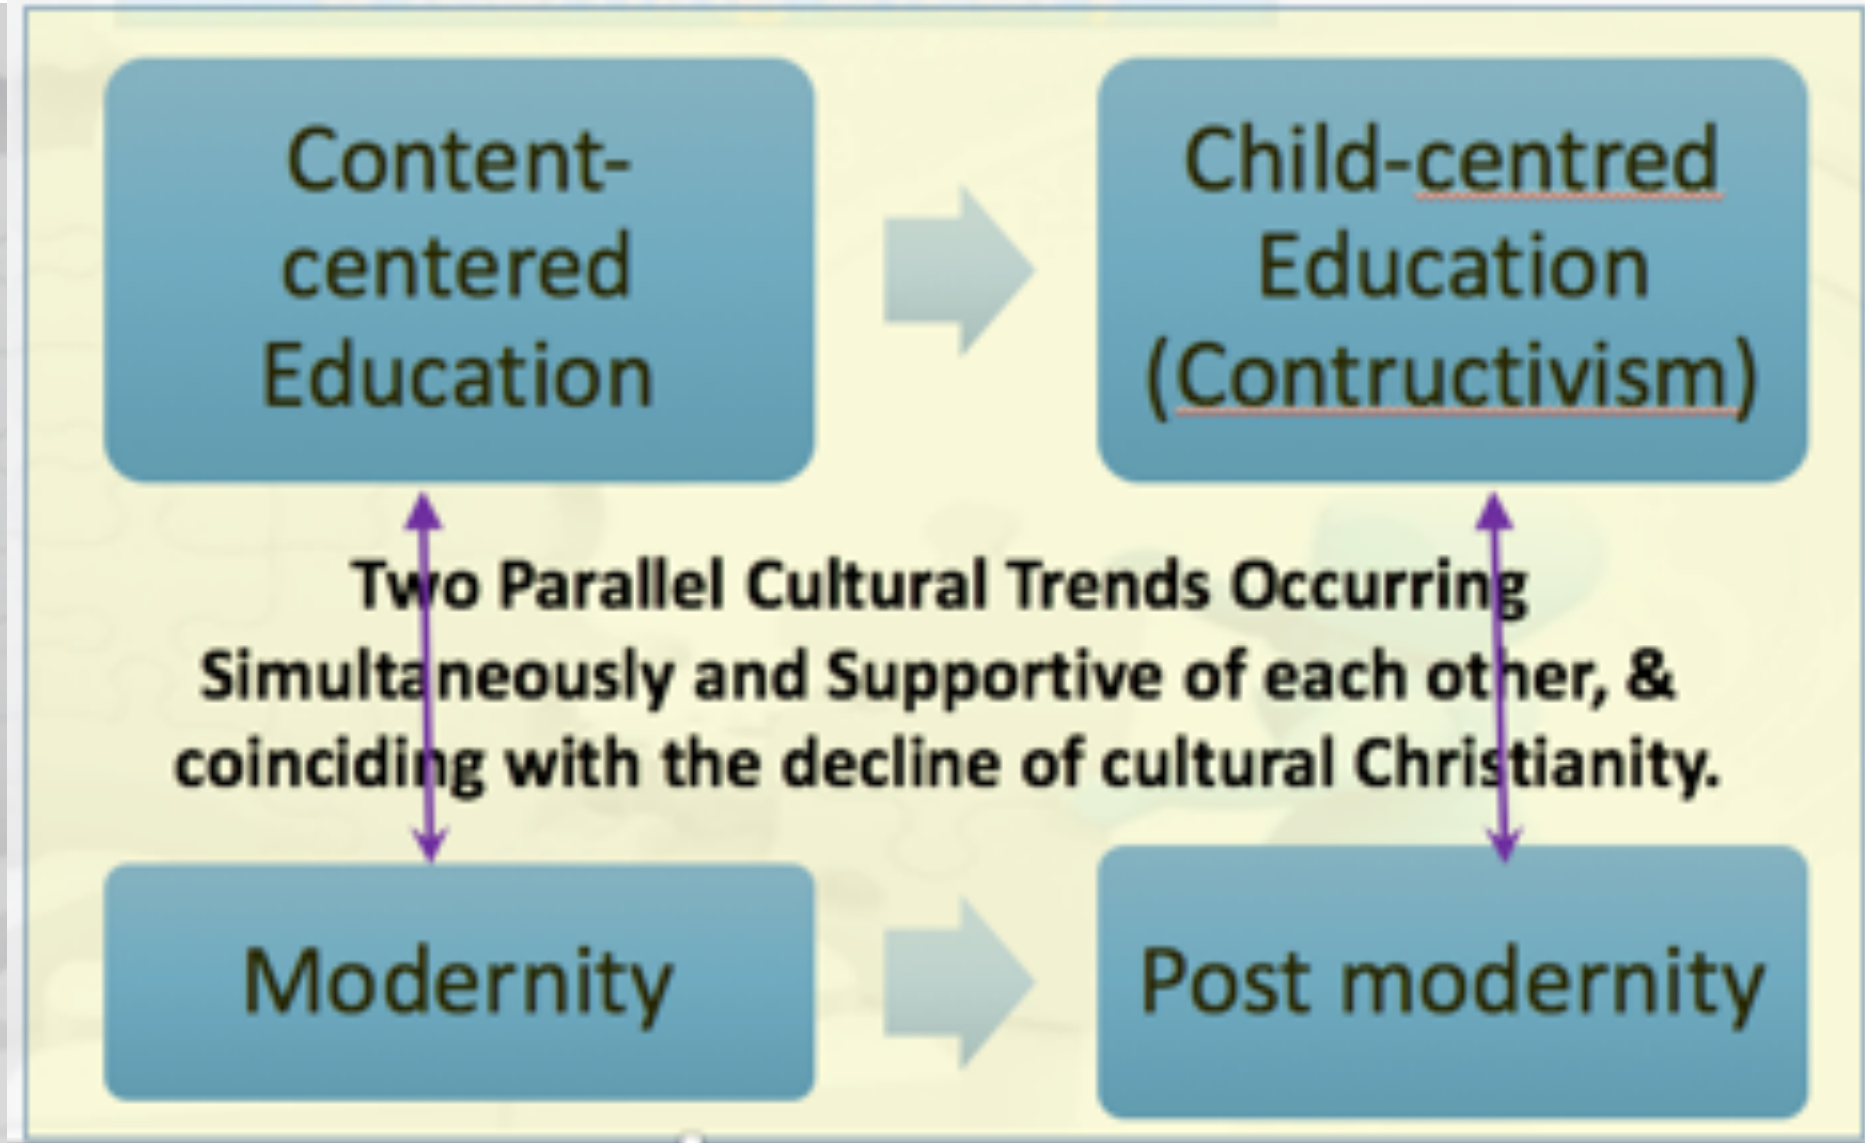 Content-
centered
Education
Child-centred
Education
(Contructivism)
Two Parallel Cultural Trends Occurring
Simultaneously and Supportive of each other, &
coinciding with the decline of cultural Christianity.
Modernity
Post modernity